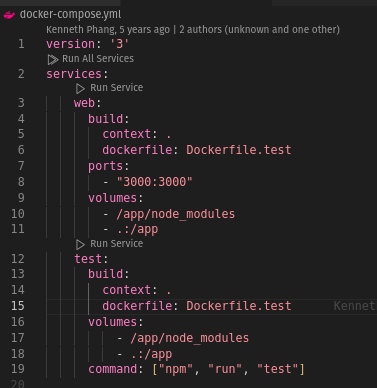 docker-compose.yml
Kenneth Phang, 5 years ago | 2 authors (unknown and one other)
1 version: '3'
Run All Services
2 services:
Run Service
3 web:
4 build:
5 context: .
6 dockerfile: Dockerfile.test
7 ports:
8 - "3000:3000"
9 volumes:
10 - /app/node_modules
11 - .:/app
Run Service
12 test:
13 build:
14 context: .
15 dockerfile: Dockerfile.test Kennet
16 volumes:
17 - /app/node_modules
18 - .:/app
19 command: ["npm", "run", "test"]
20